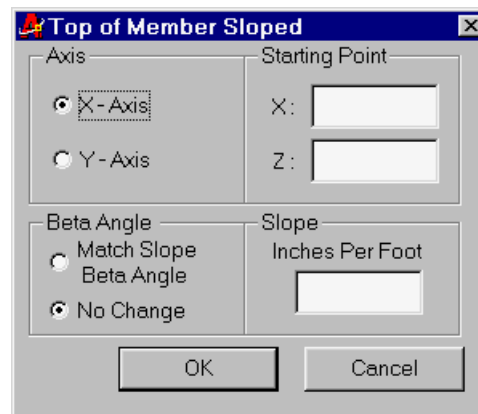 Top of Member Sloped
Axis
X - Axis
Y - Axis
Starting Point
X :
Z :
Beta Angle
Match Slope
Beta Angle
No Change
Slope
Inches Per Foot
OK
Cancel